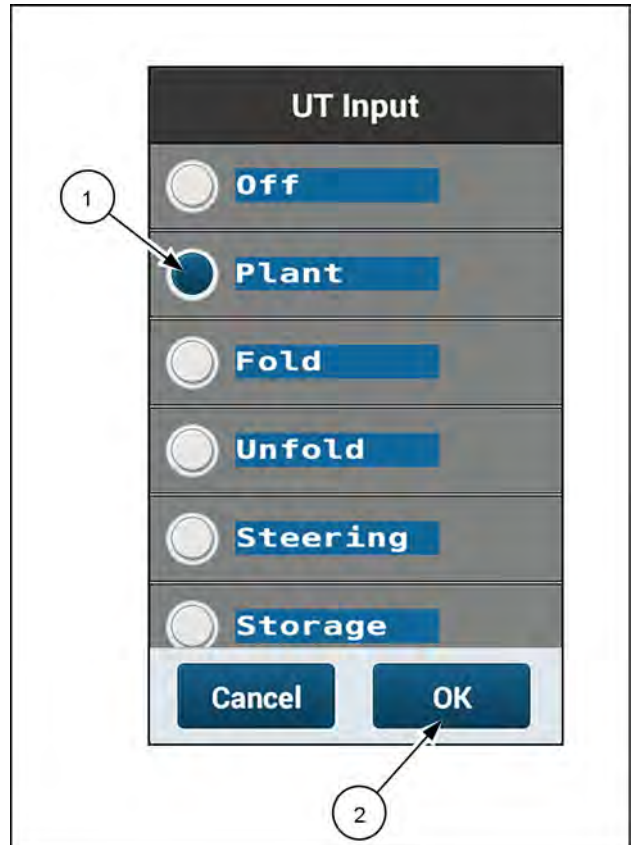 UT Input
Off
1
Plant
Fold
Unfold
Steering
Storage
Cancel OK
2